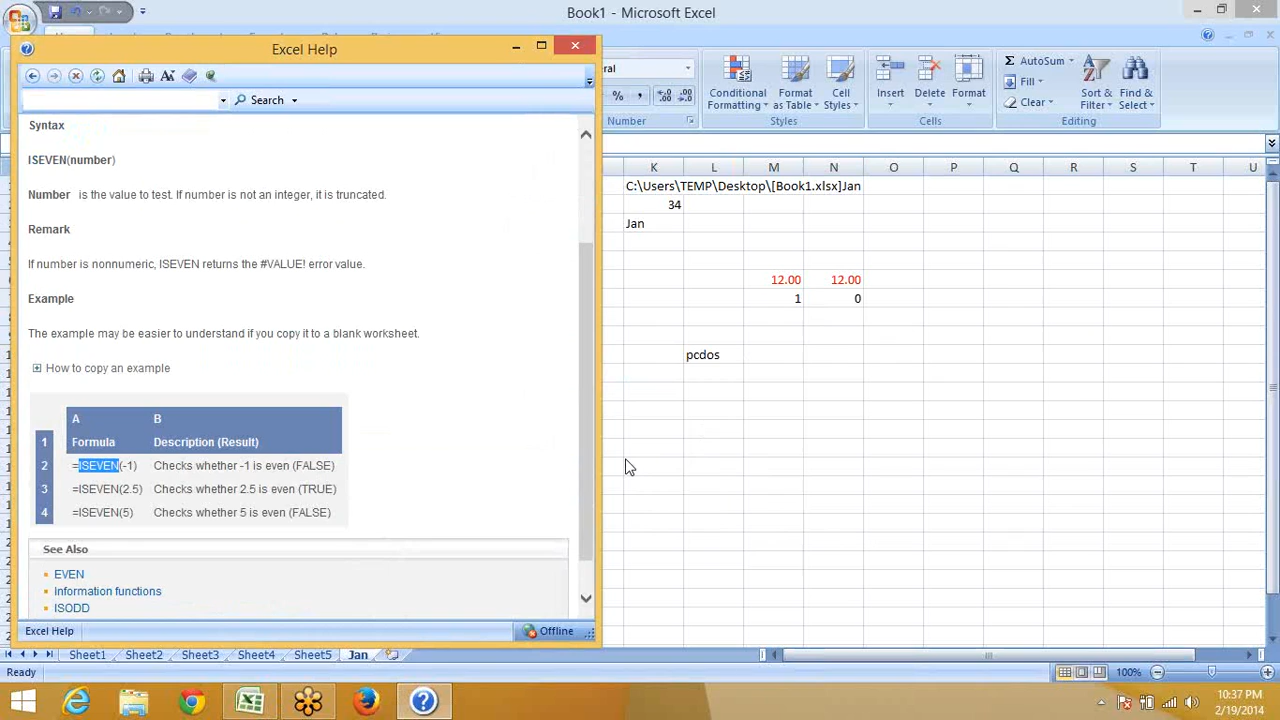 Book1 - Microsoft Excel
Excel Help
Search
Syntax
ISEVEN(number)
Number is the value to test. If number is not an integer, it is truncated.
Remark
If number is nonnumeric, ISEVEN returns the #VALUE! error value.
Example
The example may be easier to understand if you copy it to a blank worksheet.
How to copy an example
A B
1 Formula Description (Result)
2 =ISEVEN(-1) Checks whether -1 is even (FALSE)
3 =ISEVEN(2.5) Checks whether 2.5 is even (TRUE)
4 =ISEVEN(5) Checks whether 5 is even (FALSE)
See Also
EVEN
Information functions
ISODD
Excel Help Offline
eral
% ,
Number
Conditional Formatting
Format as Table
Cell Styles
Styles
Insert
Delete
Format
Cells
AutoSum
Fill
Clear
Sort & Filter
Find & Select
Editing
K L M N O P Q R S T U
C:\Users\TEMP\Desktop\[Book1.xlsx]Jan
34
Jan
12.00 12.00
1 0
pcdos
Sheet1 Sheet2 Sheet3 Sheet4 Sheet5 Jan
Ready 100%
10:37 PM
2/19/2014